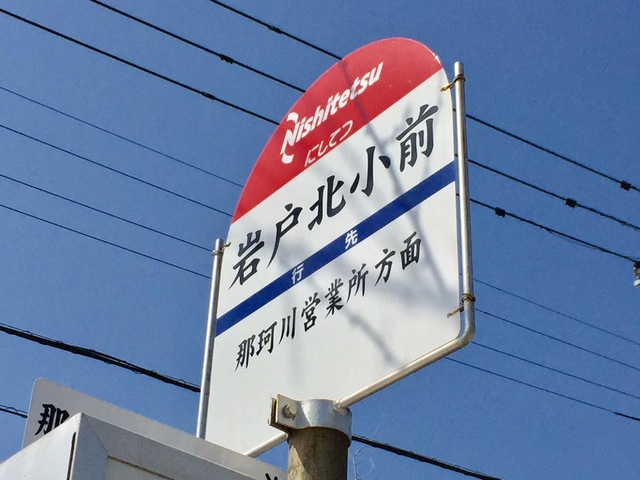 Nishitetsu
にしてつ
岩戸北小前
行先
那珂川営業所方面
那